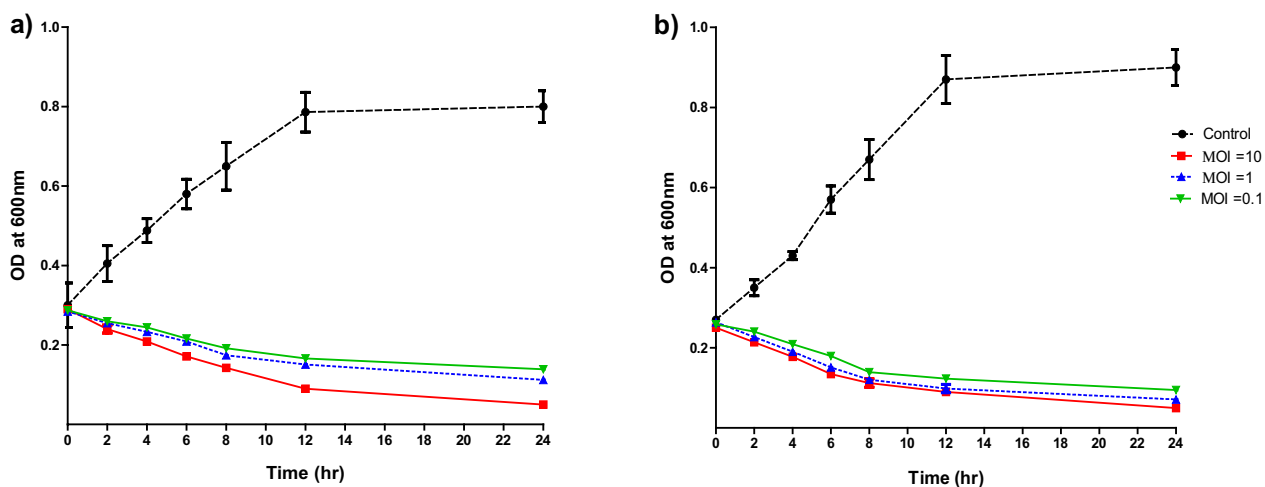 a)
1.0
0.8
0.6
0.4
0.2
OD at 600nm
0 2 4 6 8 10 12 14 16 18 20 22 24
Time (hr)
b)
1.0
0.8
0.6
0.4
0.2
OD at 600nm
0 2 4 6 8 10 12 14 16 18 20 22 24
Time (hr)
Control
MOI =10
MOI =1
MOI =0.1